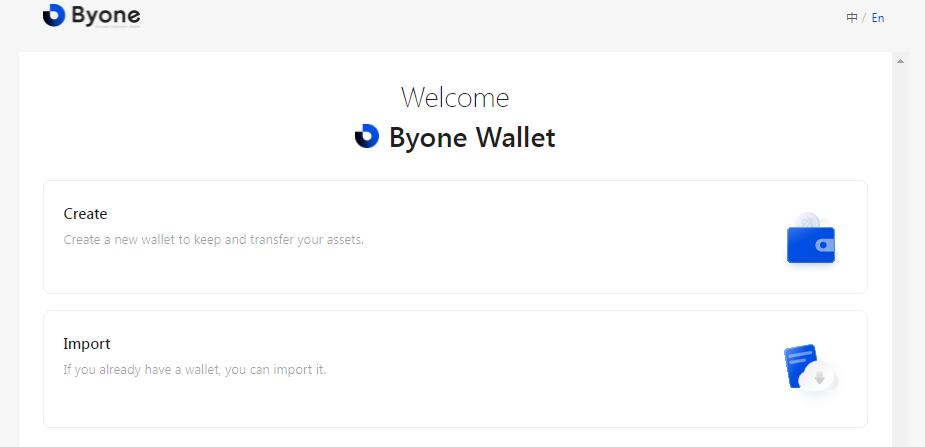 Byone
中 / En
Welcome
Byone Wallet
Create
Create a new wallet to keep and transfer your assets.
Import
If you already have a wallet, you can import it.